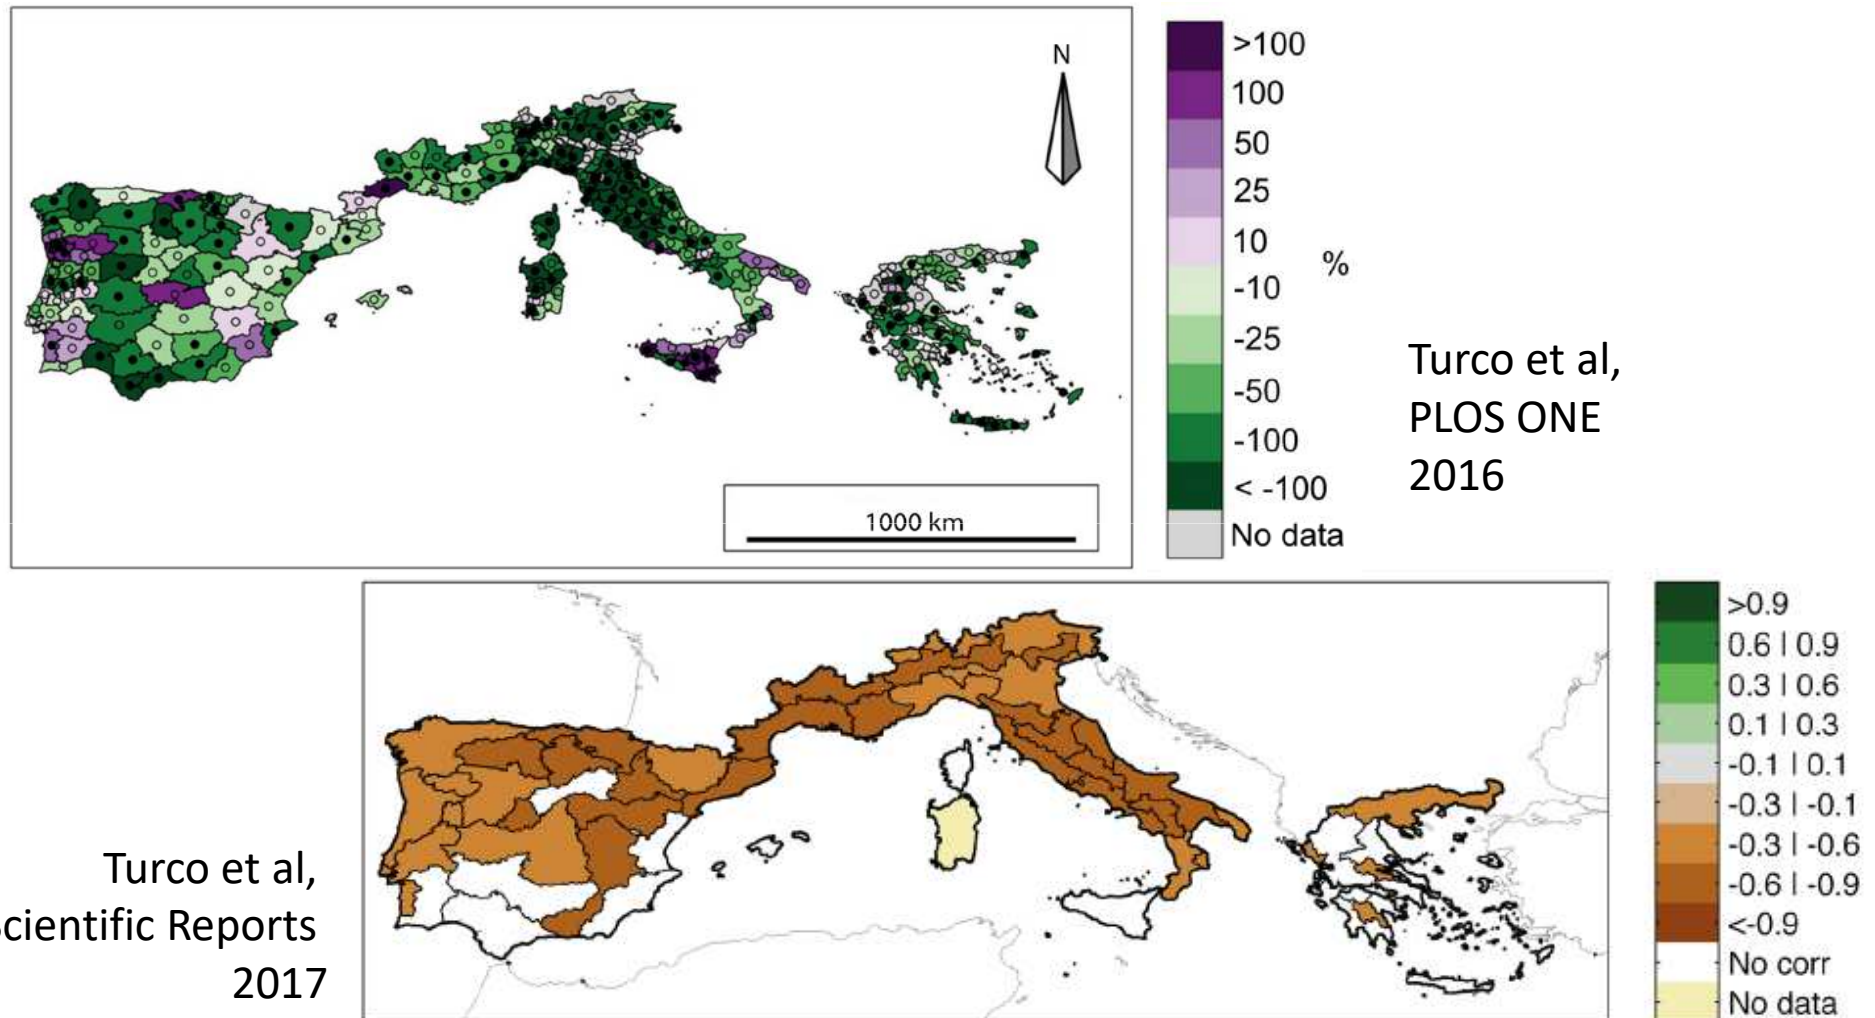 N
>100
100
50
25
10
%
-10
-25
-50
-100
< -100
No data
1000 km
Turco et al,
PLOS ONE
2016
Turco et al,
Scientific Reports
2017
>0.9
0.6 | 0.9
0.3 | 0.6
0.1 | 0.3
-0.1 | 0.1
-0.3 | -0.1
-0.3 | -0.6
-0.6 | -0.9
<-0.9
No corr
No data